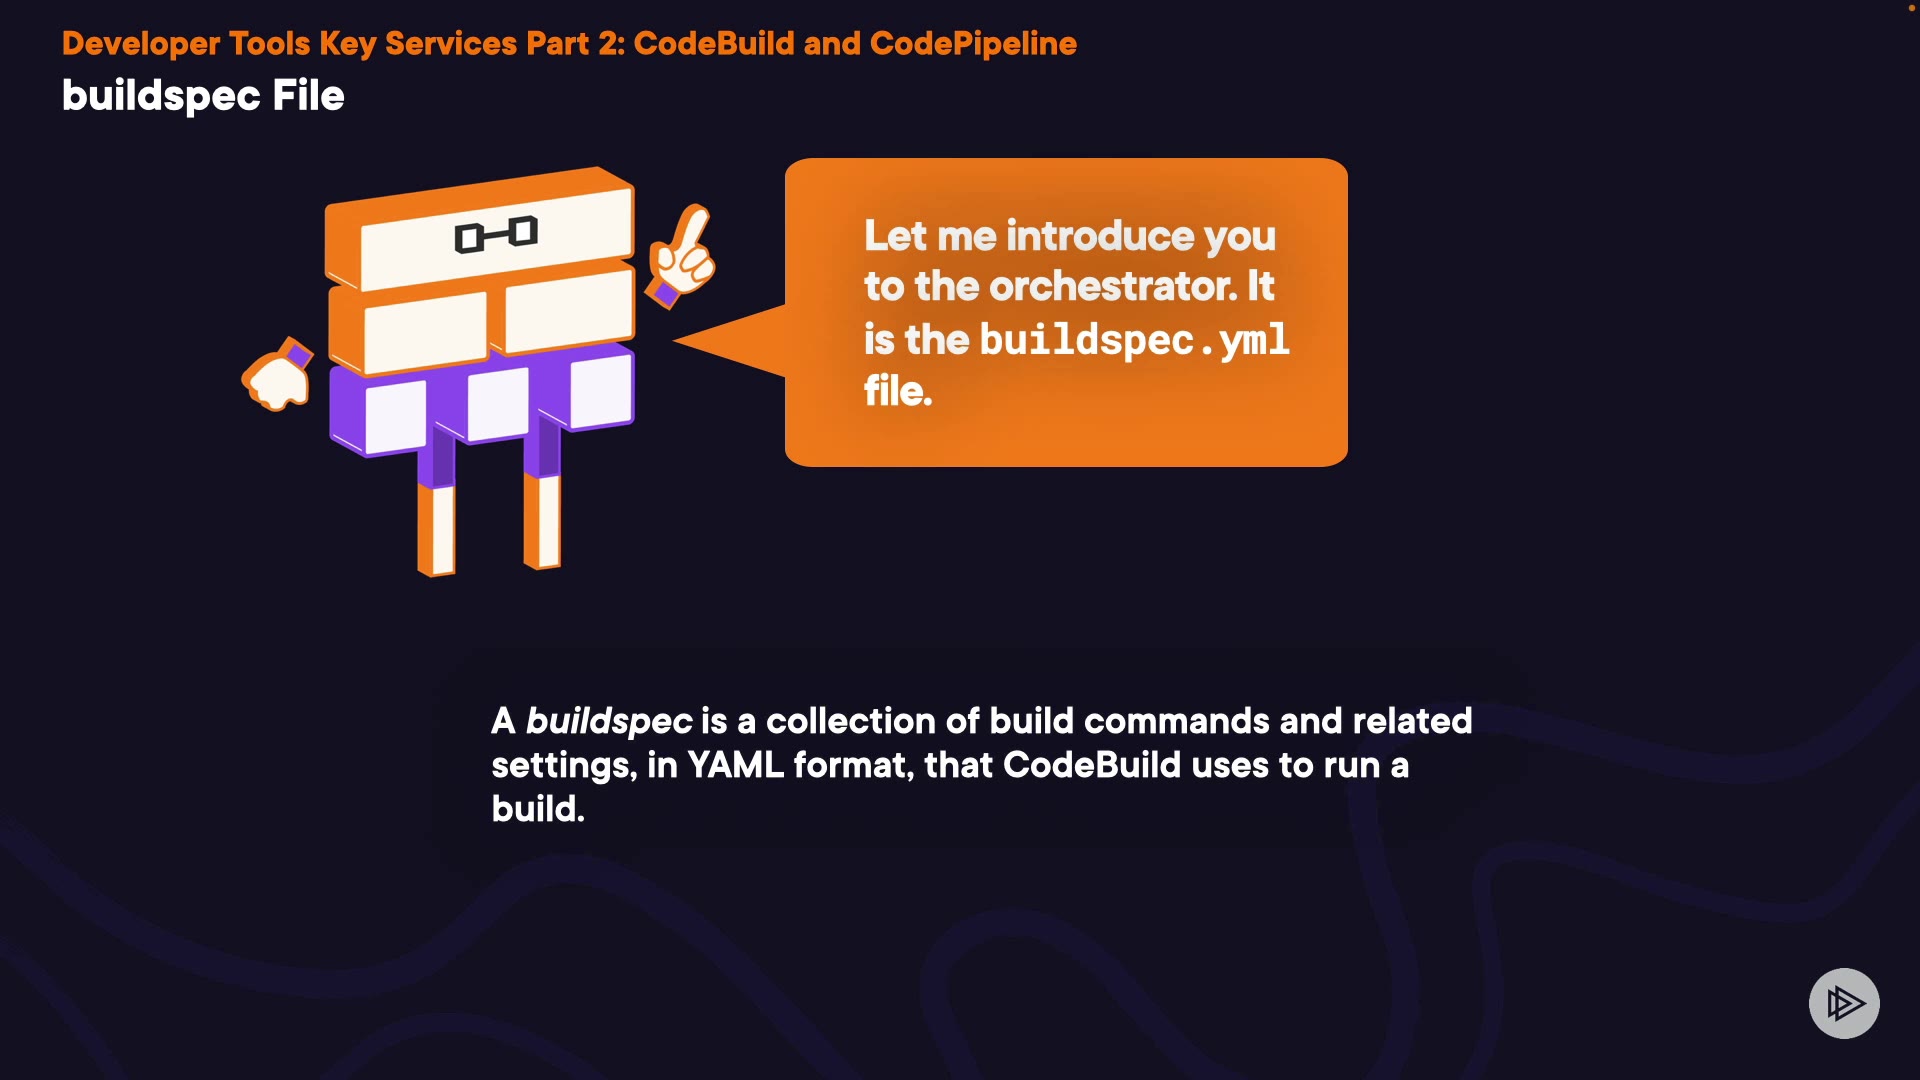 Developer Tools Key Services Part 2: CodeBuild and CodePipeline
buildspec File
Let me introduce you
to the orchestrator. It
is the buildspec.yml
file.
A buildspec is a collection of build commands and related
settings, in YAML format, that CodeBuild uses to run a
build.